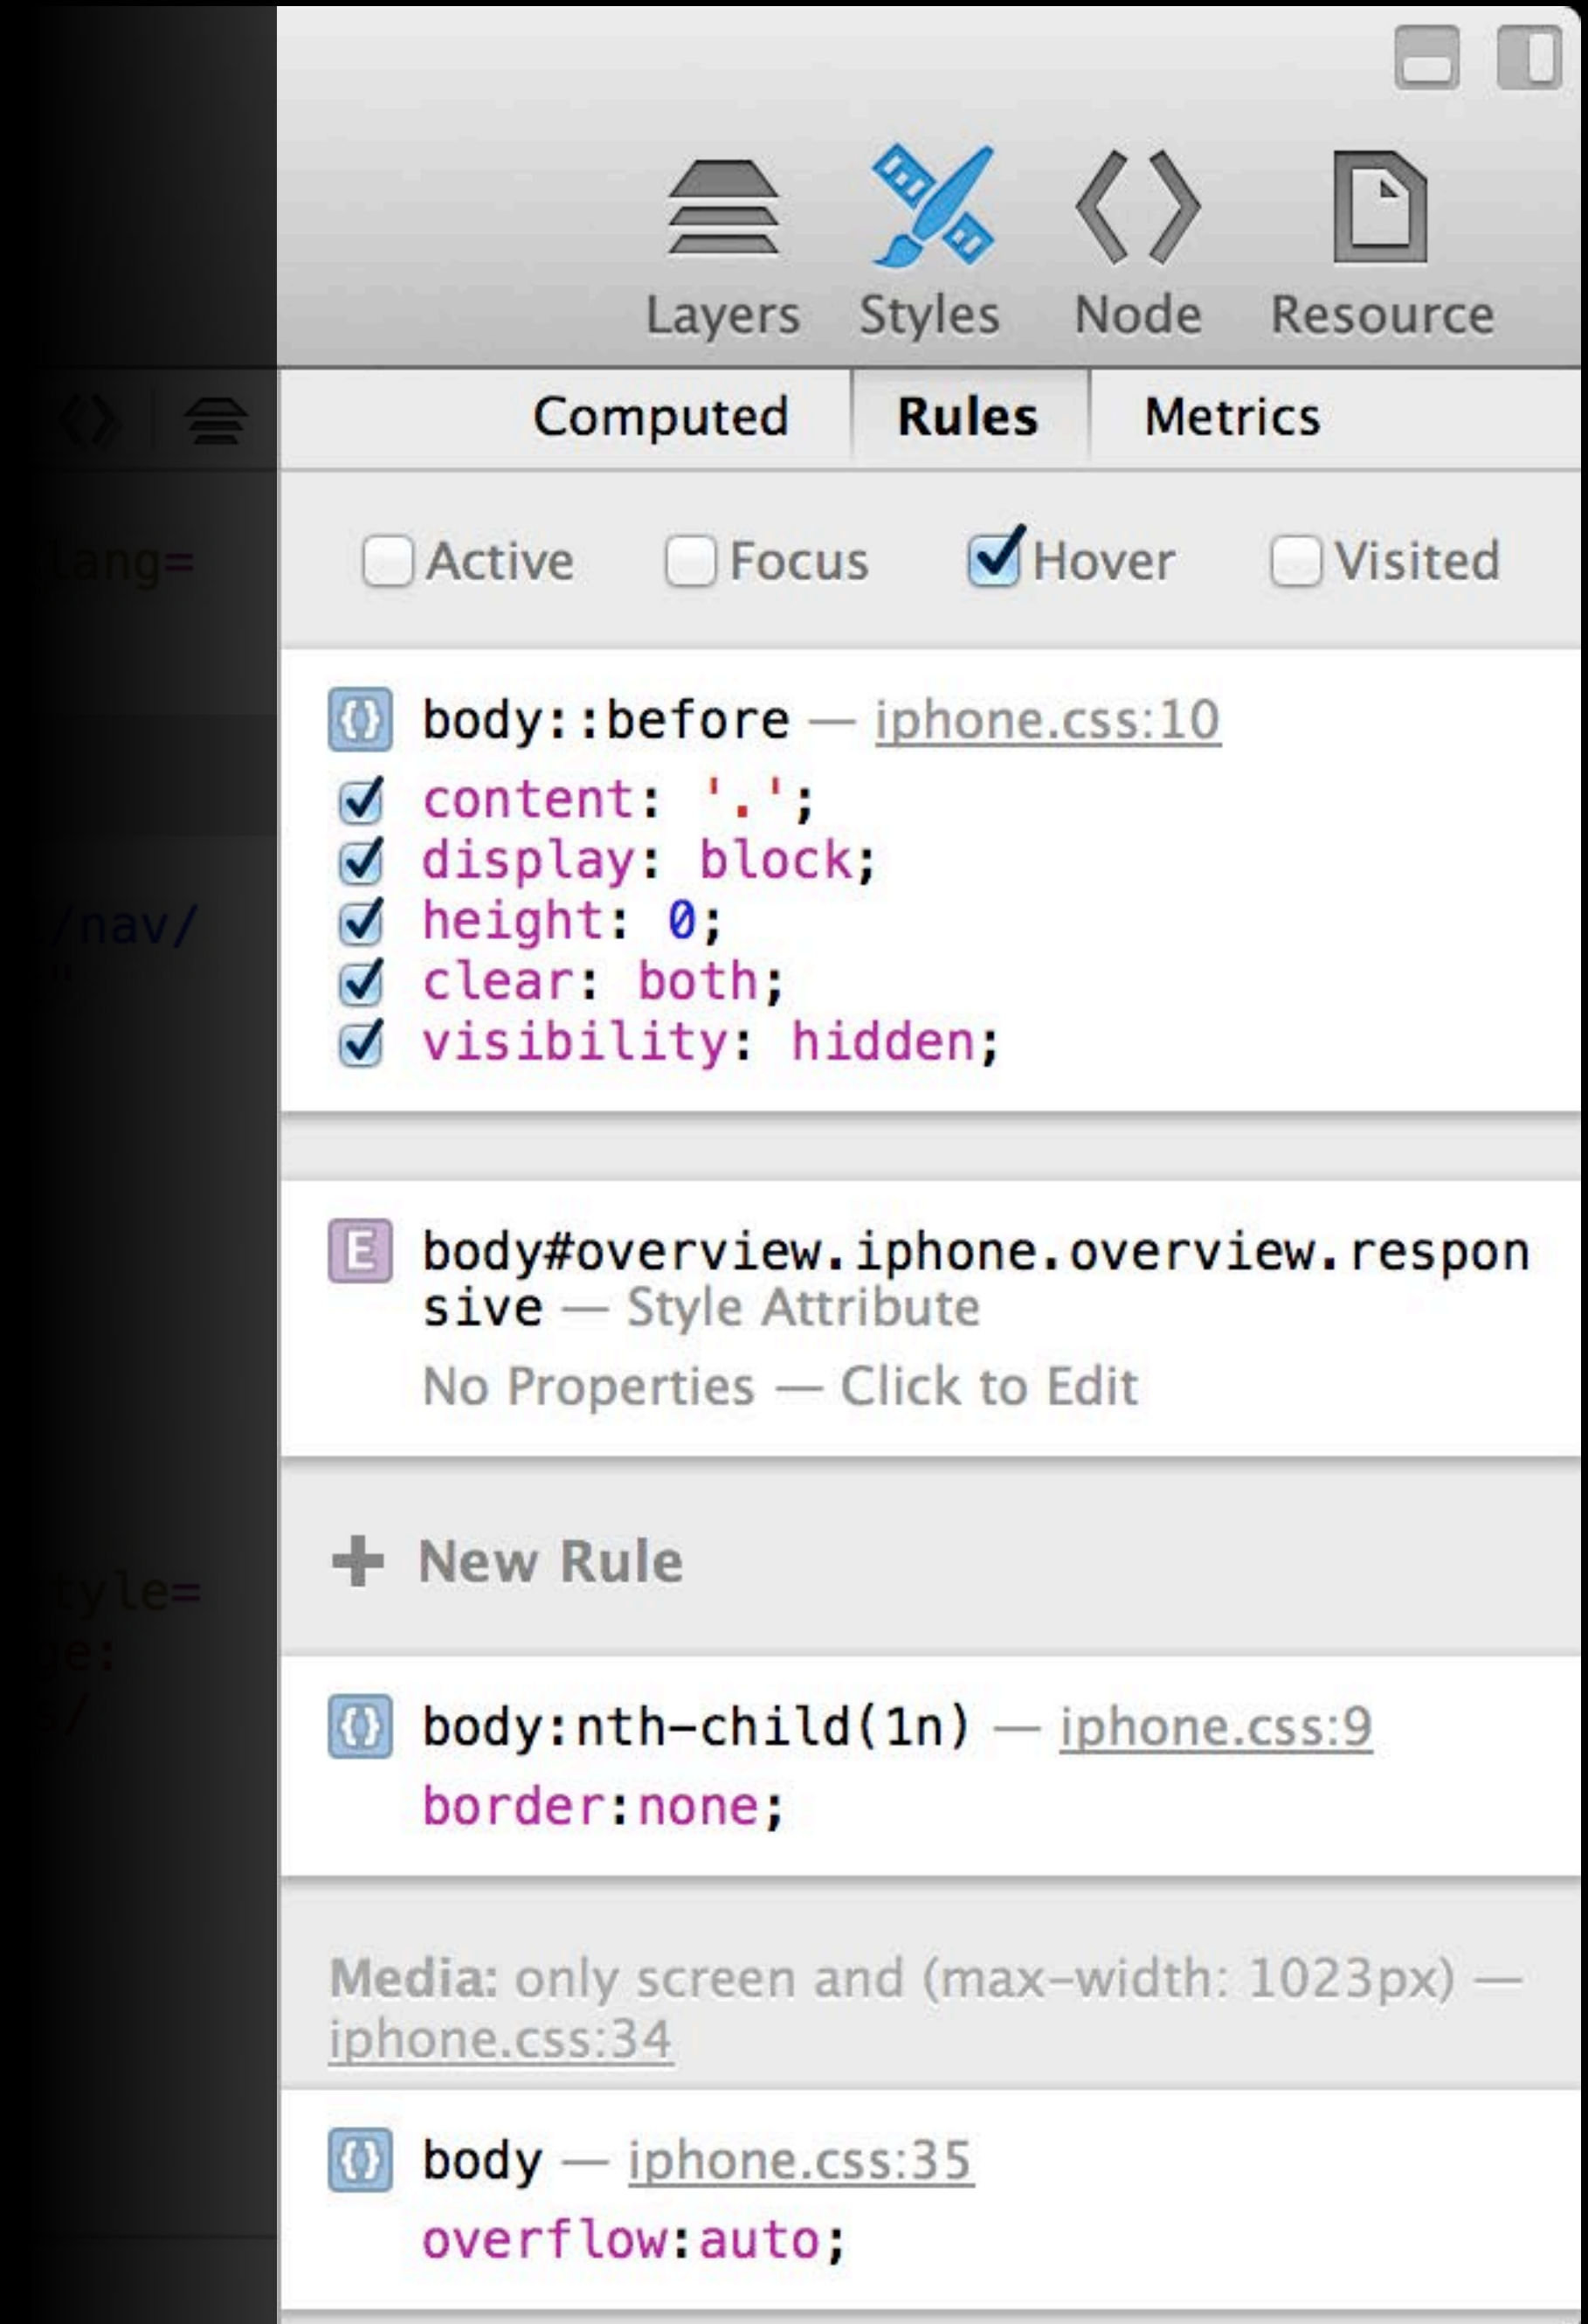 Layers Styles Node Resource
Computed Rules Metrics
lang=
Active Focus Hover Visited
{} body::before — iphone.css:10
content: '.';
display: block;
/nav/
height: 0;
"
clear: both;
visibility: hidden;
E body#overview.iphone.overview.respon
sive — Style Attribute
No Properties — Click to Edit
+ New Rule
{} body:nth-child(1n) — iphone.css:9
border:none;
Media: only screen and (max-width: 1023px) —
iphone.css:34
{} body — iphone.css:35
overflow:auto;